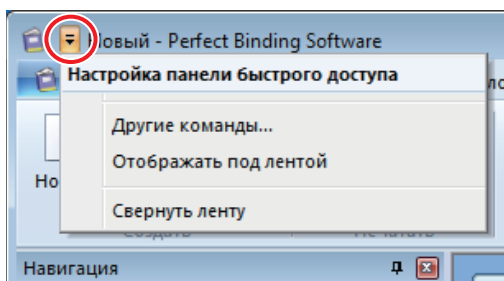 Новый - Perfect Binding Software
Настройка панели быстрого доступа
Другие команды...
Отображать под лентой
Свернуть ленту
Навигация